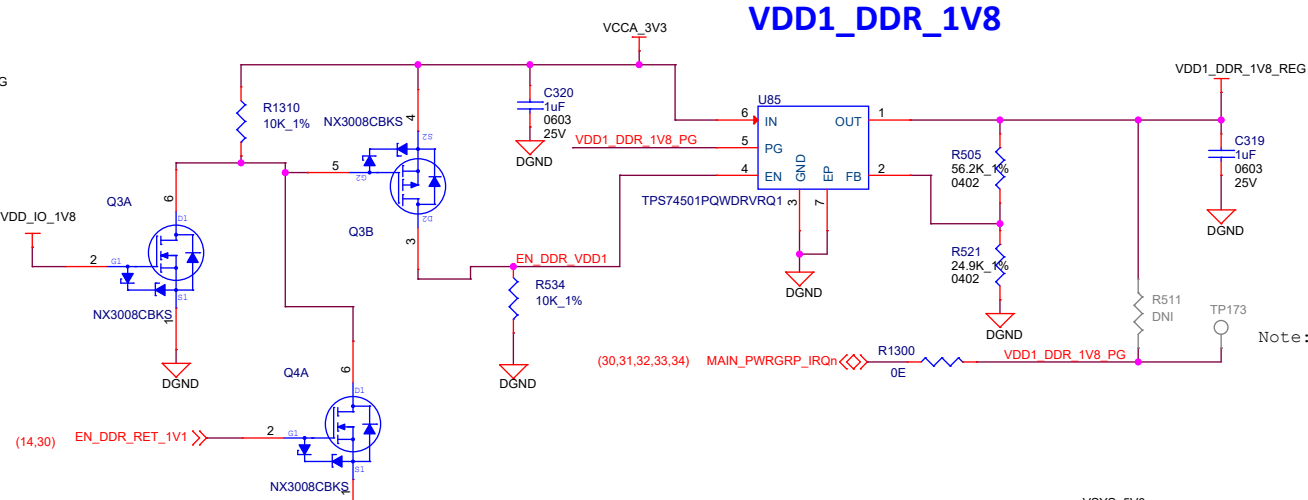 VDD1_DDR_1V8
VCCA_3V3
VDD1_DDR_1V8_REG
G
R1310
10K_1%
NX3008CBKS
4
S2
C320
1uF
0603
25V
DGND
U85
6
IN
OUT
1
VDD1_DDR_1V8_PG
5
PG
4
EN
GND
EP
FB
2
TPS74501PQWDRVRQ1
3
7
DGND
R505
56.2K_1%
0402
C319
1uF
0603
25V
DGND
5
G2
D2
3
Q3B
6
Q3A
D1
VDD_IO_1V8
2
G1
S1
NX3008CBKS
1
DGND
EN_DDR_VDD1
R534
10K_1%
DGND
R521
24.9K_1%
0402
DGND
R511
DNI
TP173
Note:
(30,31,32,33,34)
MAIN_PWRGRP_IRQn
R1300
0E
VDD1_DDR_1V8_PG
Q4A
6
D1
(14,30)
EN_DDR_RET_1V1
2
G1
S1
NX3008CBKS
1